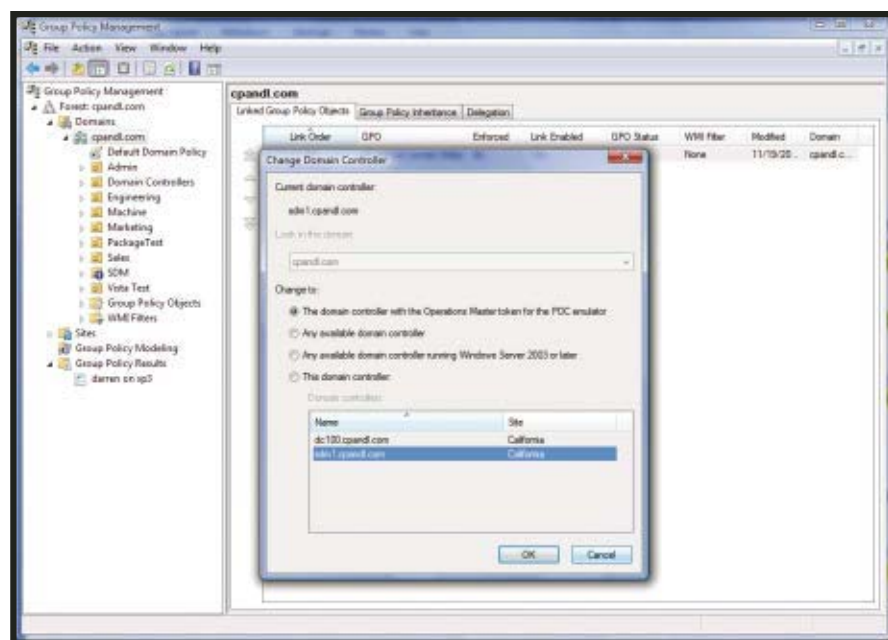 Group Policy Management
File Action View Window Help
Group Policy Management
Forest: cpandl.com
Domains
cpandl.com
Default Domain Policy
Admin
Domain Controllers
Engineering
Machine
Marketing
PackageTest
Sales
SDM
Vista Test
Group Policy Objects
WMI Filters
Sites
Group Policy Modeling
Group Policy Results
darren on xp3
cpandl.com
Linked Group Policy Objects Group Policy Inheritance Delegation
Link Order GPO Enforced Link Enabled GPO Status WMI Filter Modified Domain
None 11/19/20... cpandl.c...
Change Domain Controller
Current domain controller:
sdm1.cpandl.com
Look in this domain:
cpandl.com
Change to:
The domain controller with the Operations Master token for the PDC emulator
Any available domain controller
Any available domain controller running Windows Server 2003 or later
This domain controller:
Domain controllers:
Name Site
dc100.cpandl.com California
sdm1.cpandl.com California
OK Cancel